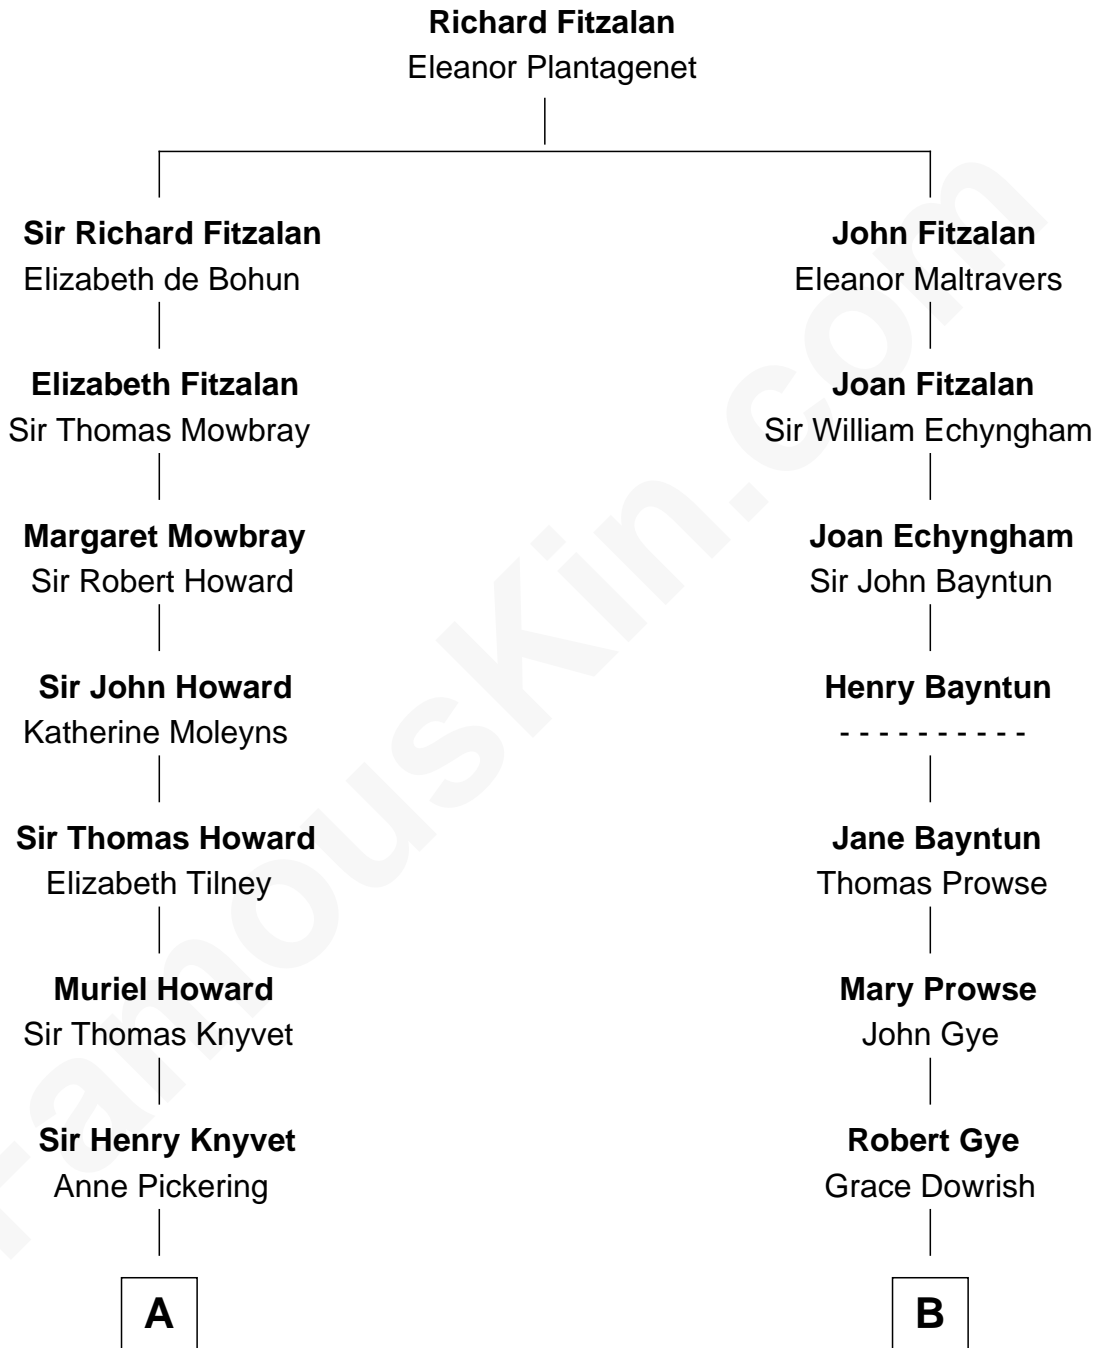 Richard Fitzalan
Eleanor Plantagenet
Sir Richard Fitzalan
Elizabeth de Bohun
Elizabeth Fitzalan
Sir Thomas Mowbray
Margaret Mowbray
Sir Robert Howard
Sir John Howard
Katherine Moleyns
Sir Thomas Howard
Elizabeth Tilney
Muriel Howard
Sir Thomas Knyvet
Sir Henry Knyvet
Anne Pickering
A
John Fitzalan
Eleanor Maltravers
Joan Fitzalan
Sir William Echyngham
Joan Echyngham
Sir John Bayntun
Henry Bayntun
- - - - - - - - - -
Jane Bayntun
Thomas Prowse
Mary Prowse
John Gye
Robert Gye
Grace Dowrish
B
FamousKin.com